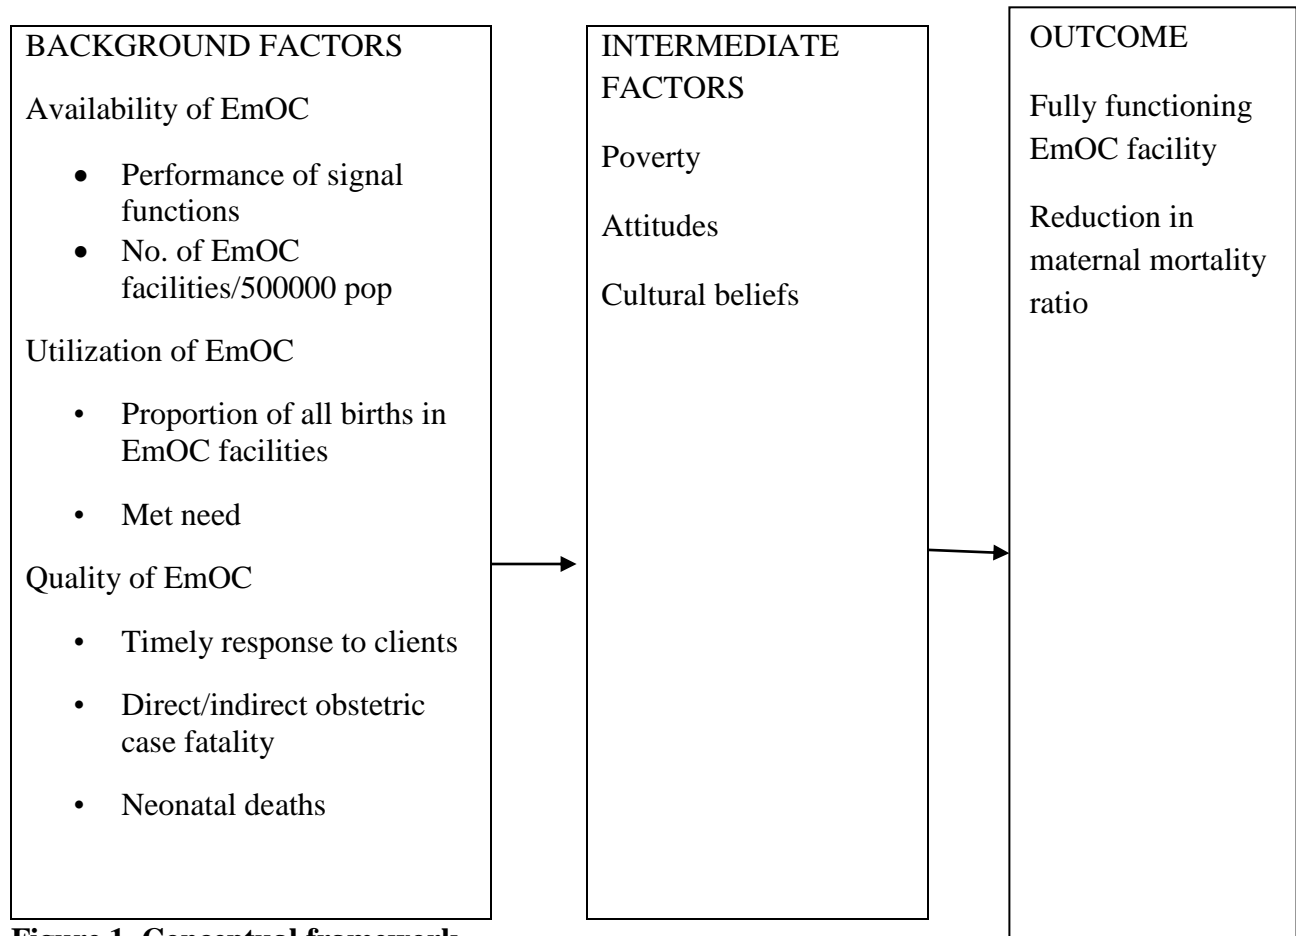 BACKGROUND FACTORS
Availability of EmOC
• Performance of signal
functions
• No. of EmOC
facilities/500000 pop
Utilization of EmOC
• Proportion of all births in
EmOC facilities
• Met need
Quality of EmOC
• Timely response to clients
• Direct/indirect obstetric
case fatality
• Neonatal deaths
INTERMEDIATE
FACTORS
Poverty
Attitudes
Cultural beliefs
OUTCOME
Fully functioning
EmOC facility
Reduction in
maternal mortality
ratio
Figure 1. Conceptual framework